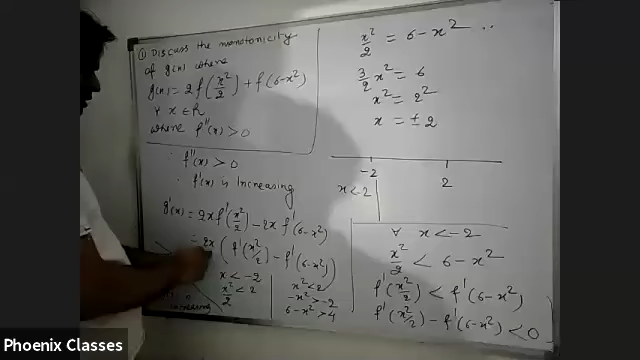 ① Discuss the monotonicity
of g(x) where
g(x) = 2f(x²/2) + f(6-x²)
∀ x ∈ R
where f''(x) > 0
∵ f''(x) > 0
∴ f'(x) is increasing
g'(x) = 2x f'(x²/2) - 2x f'(6-x²)
= 2x ( f'(x²/2) - f'(6-x²) )
x < -2
x²/2 < 2
x² < 2
-x² > -2
6-x² > 4
x²/2 = 6 - x² ..
3/2 x² = 6
x² = 2²
x = ± 2
-2
2
x < 2
∀ x < -2
x²/2 < 6 - x²
f'(x²/2) < f'(6-x²)
f'(x²/2) - f'(6-x²) < 0
Phoenix Classes